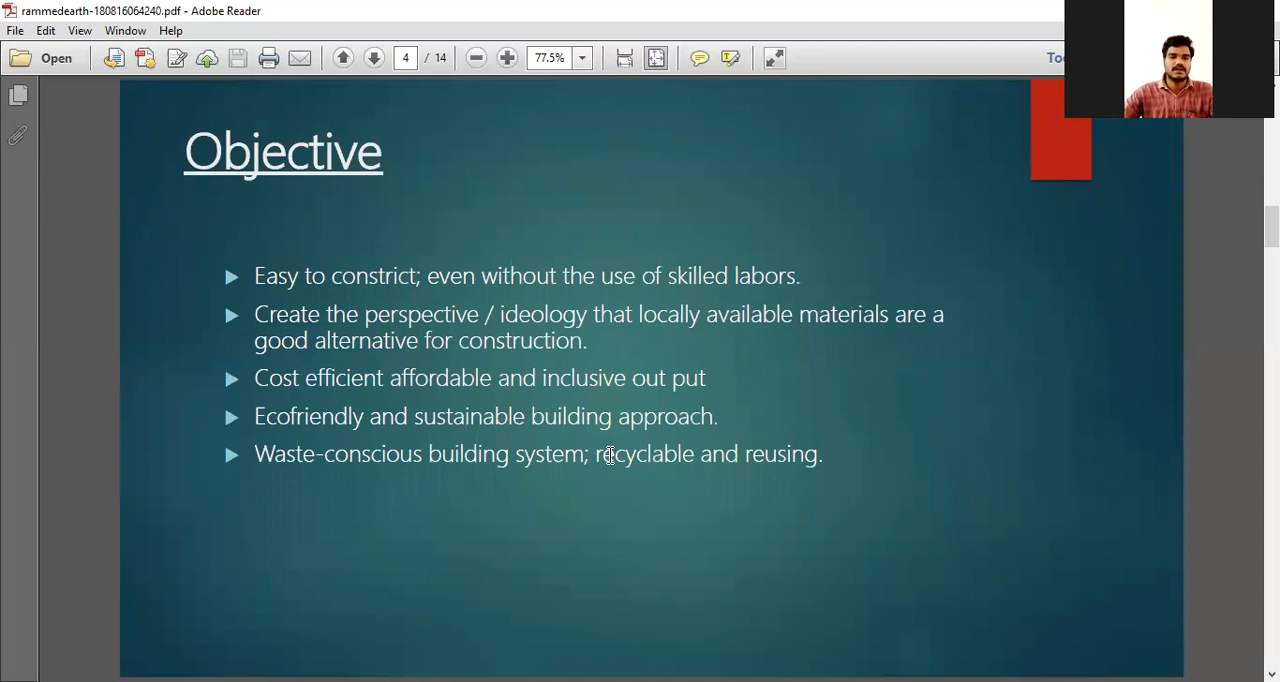 rammedearth-180816064240.pdf - Adobe Reader
File Edit View Window Help
Open 4 / 14 77.5%
Objective
Easy to constrict; even without the use of skilled labors.
Create the perspective / ideology that locally available materials are a
good alternative for construction.
Cost efficient affordable and inclusive out put
Ecofriendly and sustainable building approach.
Waste-conscious building system; recyclable and reusing.